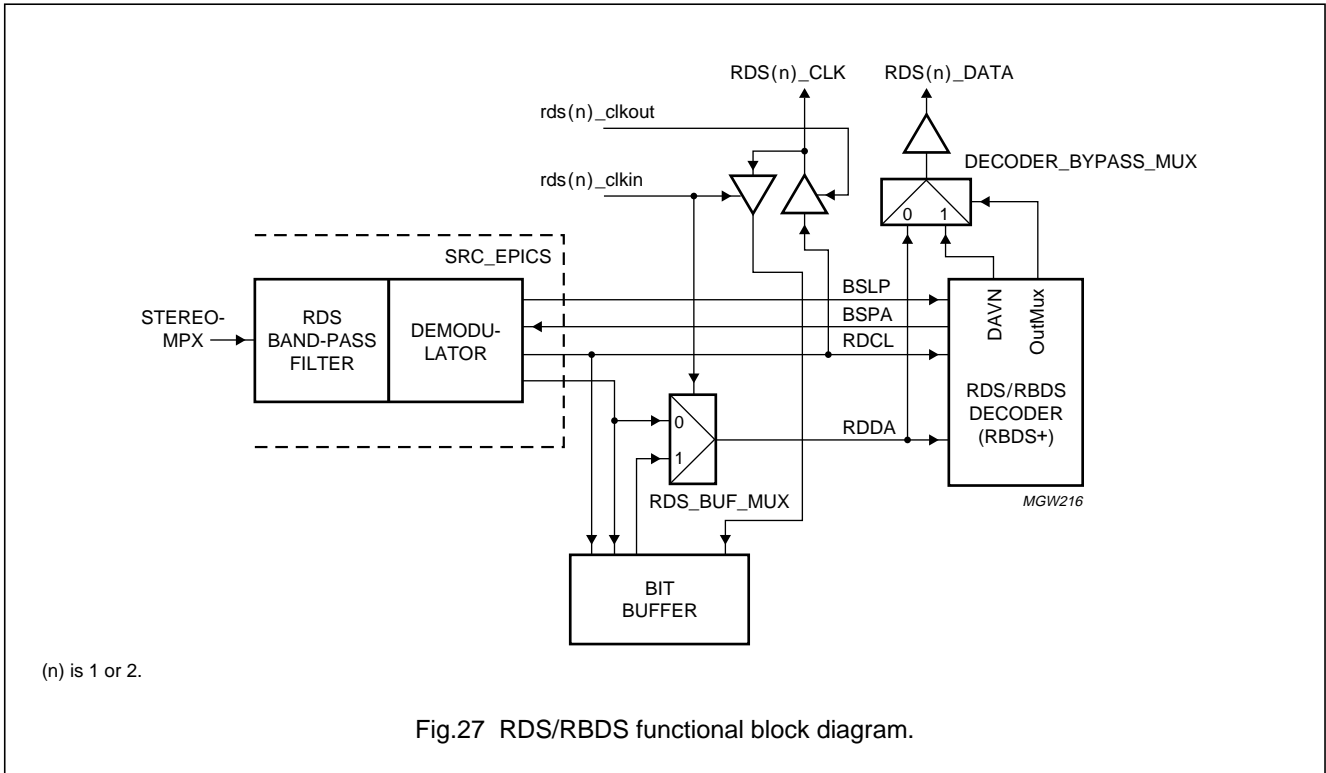 RDS(n)_CLK
RDS(n)_DATA
rds(n)_clkout
DECODER_BYPASS_MUX
rds(n)_clkin
0
1
SRC_EPICS
STEREO-
MPX
RDS
BAND-PASS
FILTER
DEMODU-
LATOR
BSLP
BSPA
RDCL
DAVN
OutMux
RDS/RBDS
DECODER
(RBDS+)
0
1
RDDA
RDS_BUF_MUX
MGW216
BIT
BUFFER
(n) is 1 or 2.
Fig.27 RDS/RBDS functional block diagram.